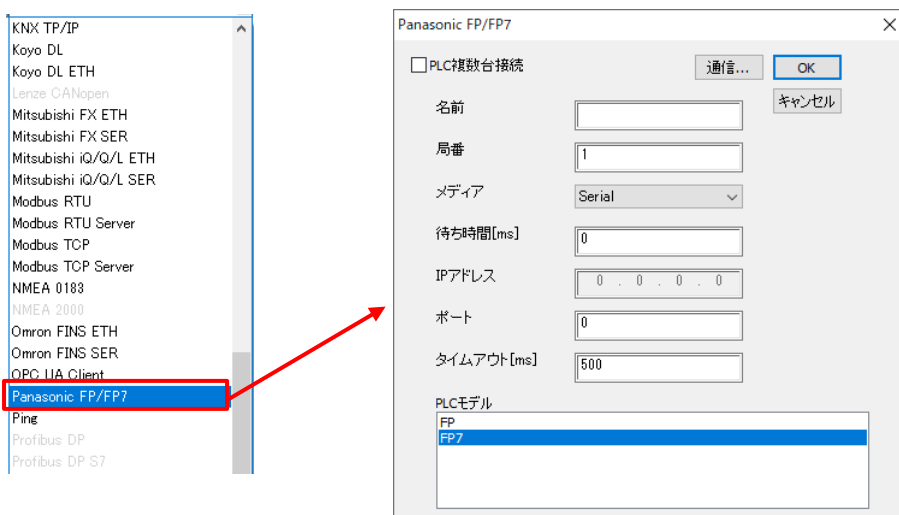 KNX TP/IP
Koyo DL
Koyo DL ETH
Lenze CANopen
Mitsubishi FX ETH
Mitsubishi FX SER
Mitsubishi iQ/Q/L ETH
Mitsubishi iQ/Q/L SER
Modbus RTU
Modbus RTU Server
Modbus TCP
Modbus TCP Server
NMEA 0183
NMEA 2000
Omron FINS ETH
Omron FINS SER
OPC UA Client
Panasonic FP/FP7
Ping
Profibus DP
Profibus DP S7
Panasonic FP/FP7
PLC複数台接続
通信...
OK
キャンセル
名前
局番
1
メディア
Serial
待ち時間[ms]
0
IPアドレス
0 . 0 . 0 . 0
ポート
0
タイムアウト[ms]
500
PLCモデル
FP
FP7